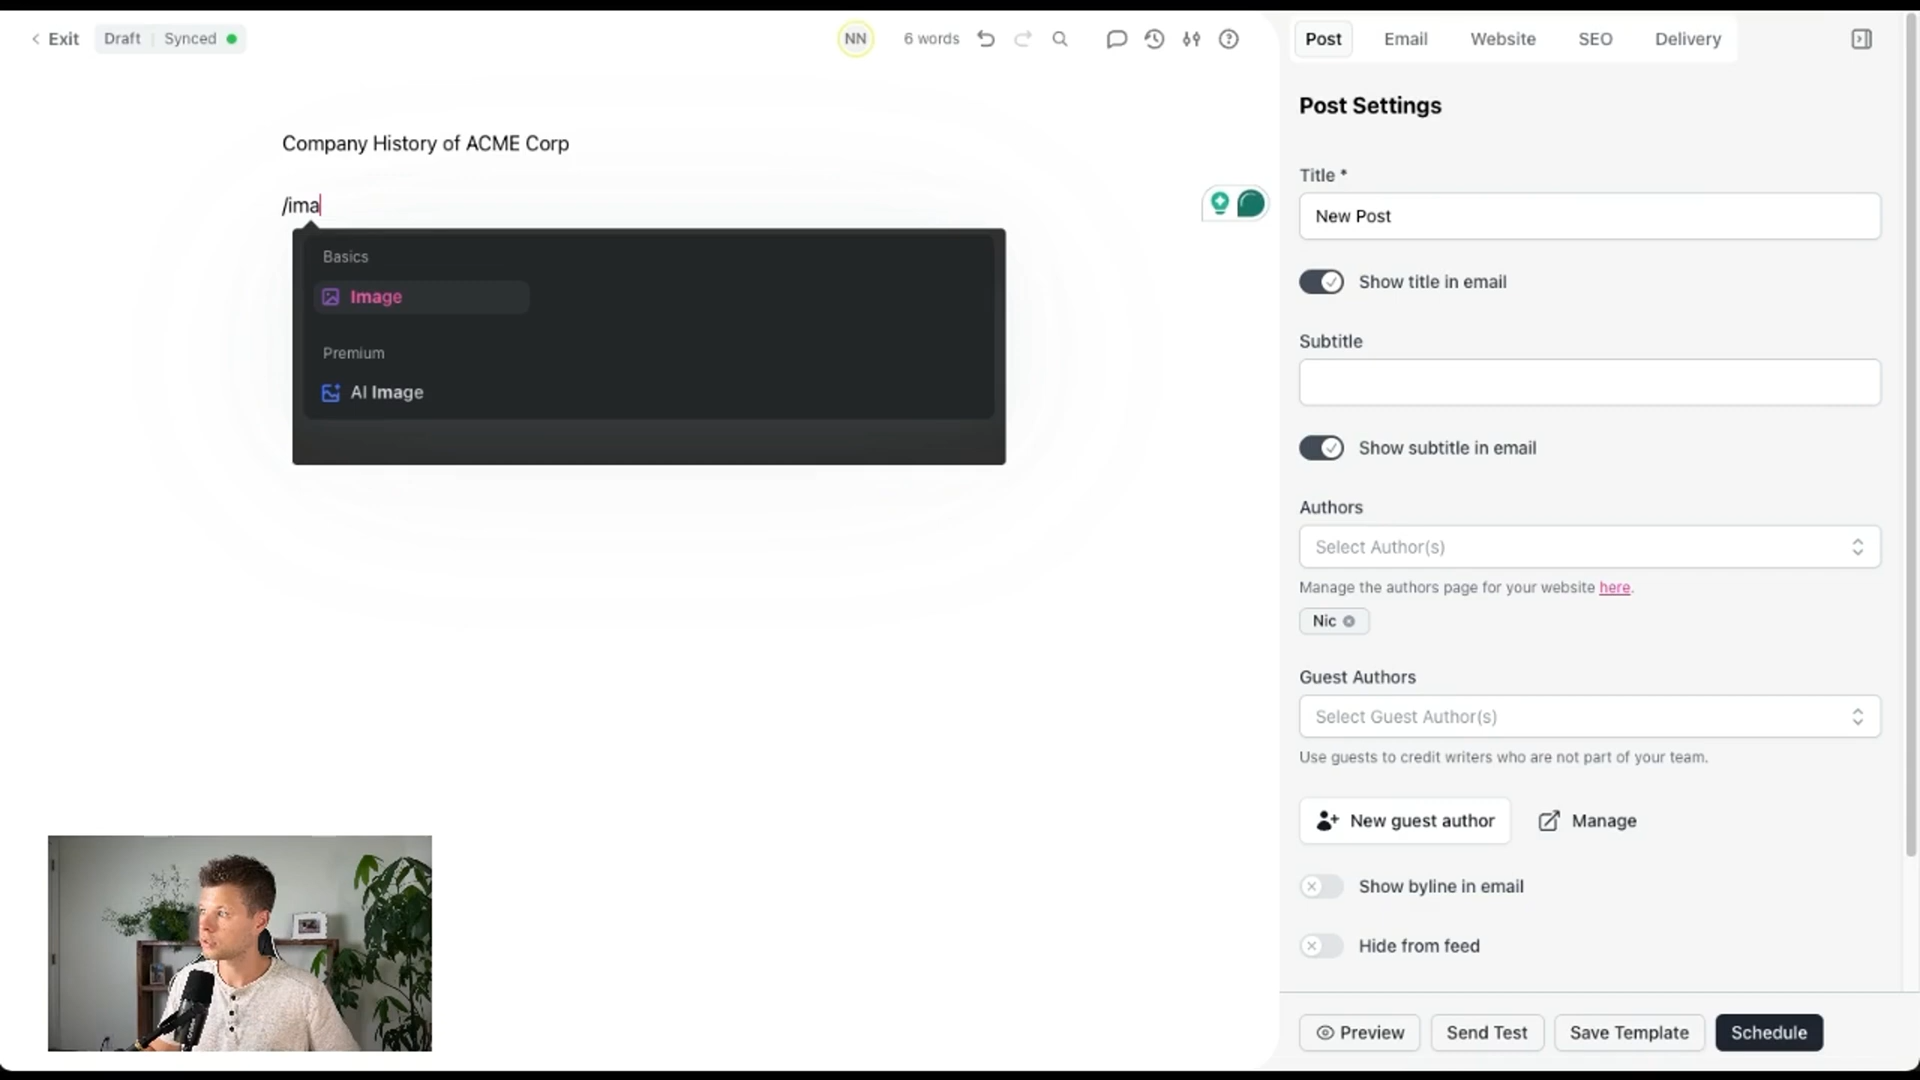 Exit
Draft | Synced
NN
6 words
Post
Email
Website
SEO
Delivery
Company History of ACME Corp
/ima
Basics
Image
Premium
AI Image
Post Settings
Title *
New Post
Show title in email
Subtitle
Show subtitle in email
Authors
Select Author(s)
Manage the authors page for your website here.
Nic
Guest Authors
Select Guest Author(s)
Use guests to credit writers who are not part of your team.
New guest author
Manage
Show byline in email
Hide from feed
Preview
Send Test
Save Template
Schedule